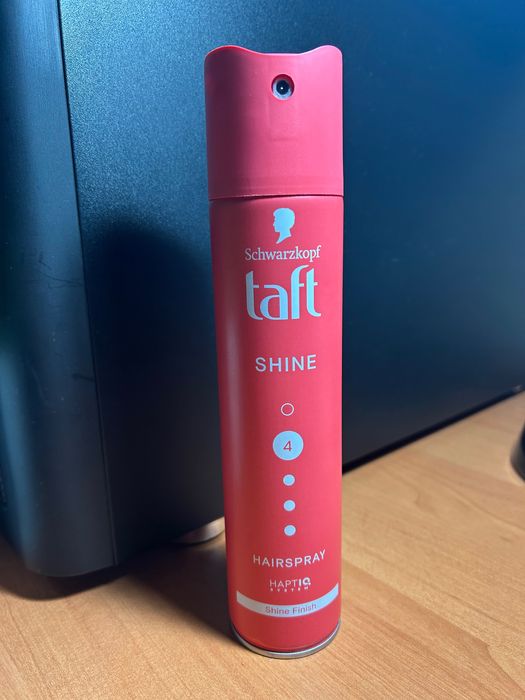 Schwarzkopf
taft
SHINE
4
HAIRSPRAY
HAPTIQ
SYSTEM
Shine Finish